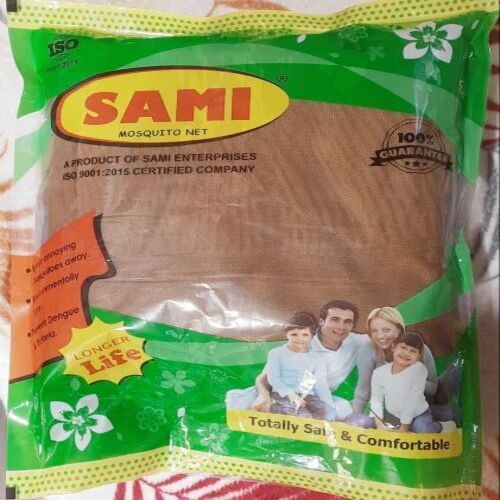 ISO
SAMI
®
MOSQUITO NET
A PRODUCT OF SAMI ENTERPRISES
ISO 9001:2015 CERTIFIED COMPANY
100%
GUARANTEE
annoying
away.
Dengue
LONGER
Life
Totally Safe & Comfortable